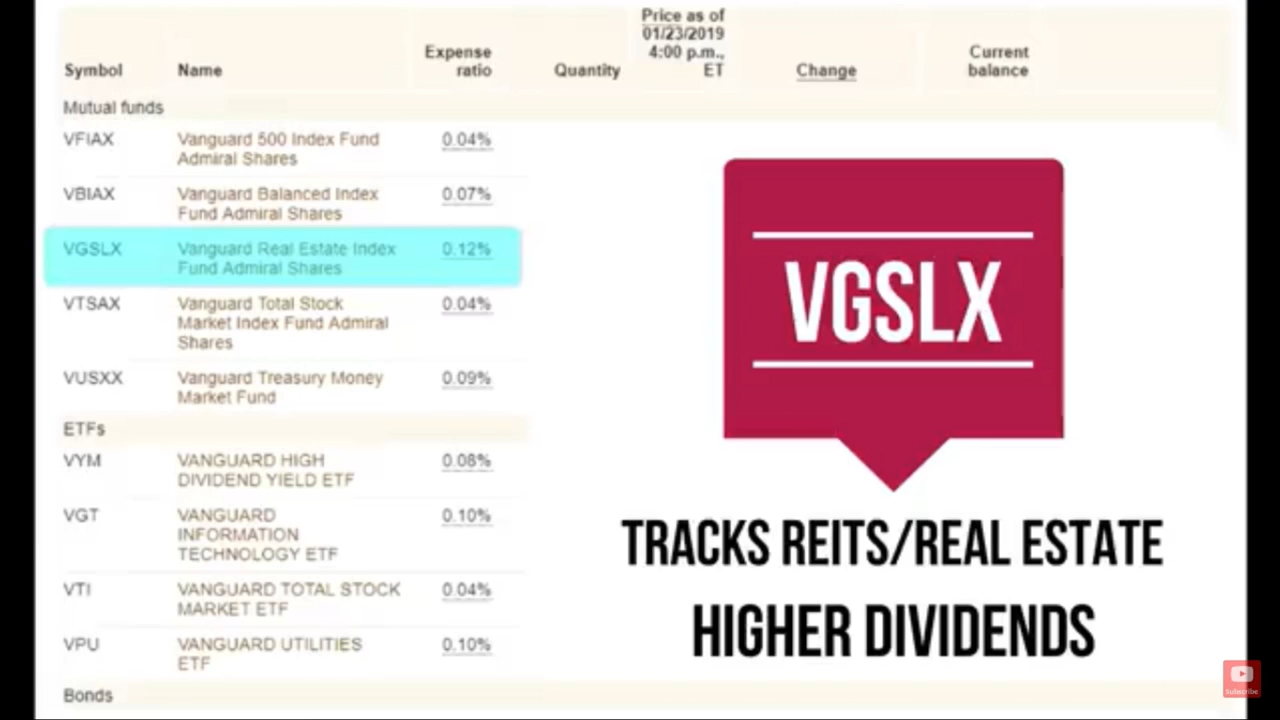 Price as of
01/23/2019
Expense 4:00 p.m., Current
Symbol Name ratio Quantity ET Change balance
Mutual funds
VFIAX Vanguard 500 Index Fund 0.04%
Admiral Shares
VBIAX Vanguard Balanced Index 0.07%
Fund Admiral Shares
VGSLX Vanguard Real Estate Index 0.12%
Fund Admiral Shares
VTSAX Vanguard Total Stock 0.04%
Market Index Fund Admiral
Shares
VUSXX Vanguard Treasury Money 0.09%
Market Fund
ETFs
VYM VANGUARD HIGH 0.08%
DIVIDEND YIELD ETF
VGT VANGUARD 0.10%
INFORMATION
TECHNOLOGY ETF
VTI VANGUARD TOTAL STOCK 0.04%
MARKET ETF
VPU VANGUARD UTILITIES 0.10%
ETF
Bonds
VGSLX
TRACKS REITS/REAL ESTATE
HIGHER DIVIDENDS
Subscribe